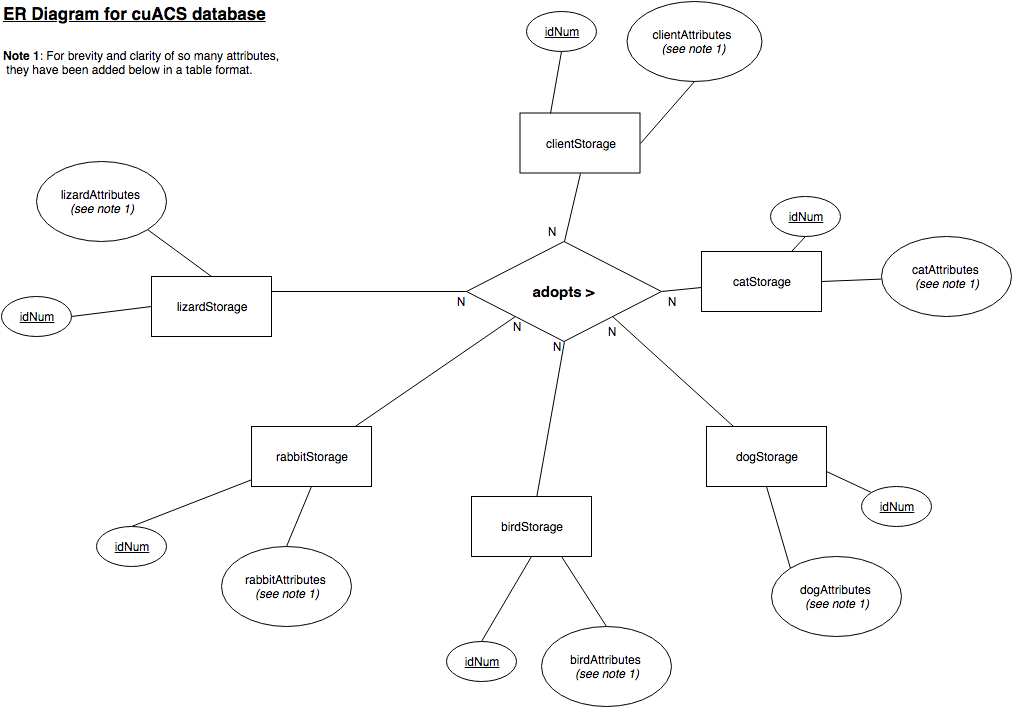 ER Diagram for cuACS database
Note 1: For brevity and clarity of so many attributes,
they have been added below in a table format.
idNum
clientAttributes
(see note 1)
clientStorage
lizardAttributes
(see note 1)
idNum
lizardStorage
N
adopts >
N
N
N
N
N
idNum
catStorage
catAttributes
(see note 1)
rabbitStorage
idNum
rabbitAttributes
(see note 1)
birdStorage
idNum
birdAttributes
(see note 1)
dogStorage
idNum
dogAttributes
(see note 1)